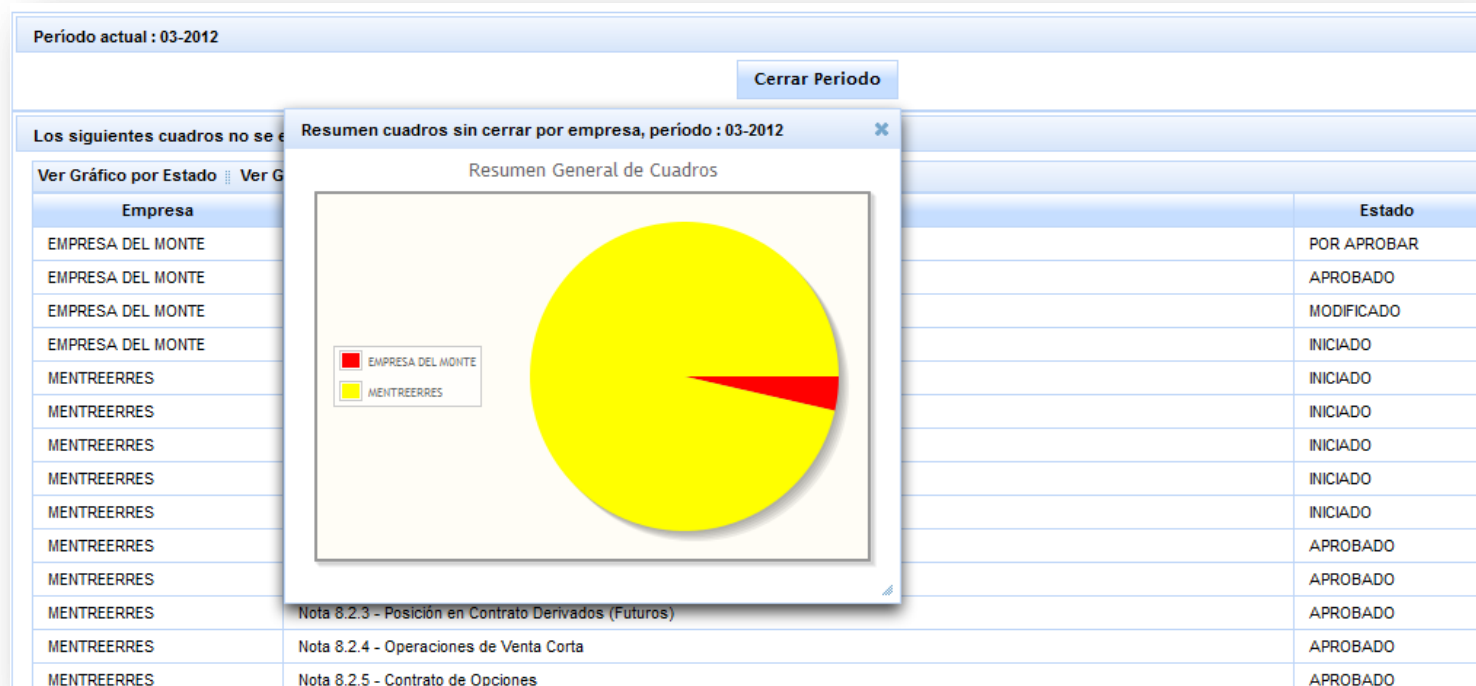 Período actual : 03-2012
Cerrar Periodo
Los siguientes cuadros no se
Resumen cuadros sin cerrar por empresa, período : 03-2012
Resumen General de Cuadros
EMPRESA DEL MONTE
MENTREERRES
Ver Gráfico por Estado Ver
Empresa Estado
EMPRESA DEL MONTE POR APROBAR
EMPRESA DEL MONTE APROBADO
EMPRESA DEL MONTE MODIFICADO
EMPRESA DEL MONTE INICIADO
MENTREERRES INICIADO
MENTREERRES INICIADO
MENTREERRES INICIADO
MENTREERRES INICIADO
MENTREERRES INICIADO
MENTREERRES APROBADO
MENTREERRES APROBADO
MENTREERRES Nota 8.2.3 - Posición en Contrato Derivados (Futuros) APROBADO
MENTREERRES Nota 8.2.4 - Operaciones de Venta Corta APROBADO
MENTREERRES Nota 8.2.5 - Contrato de Opciones APROBADO